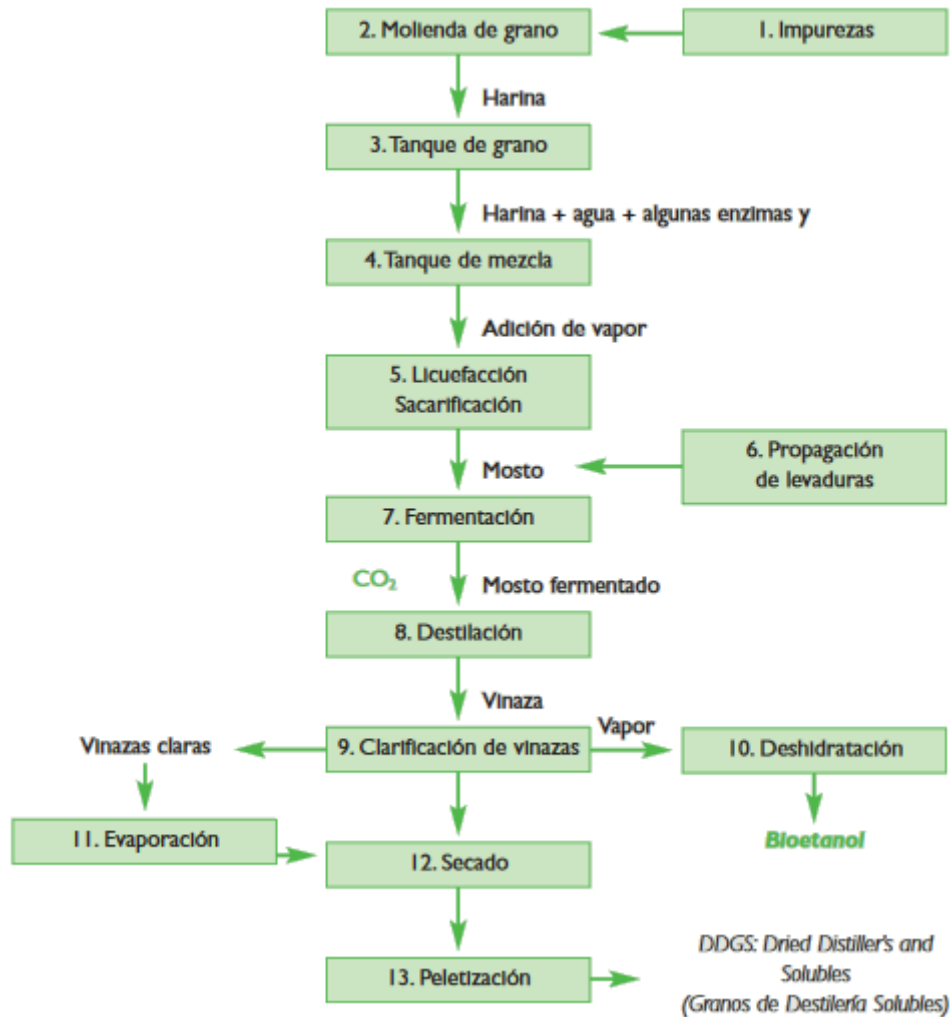 2. Molienda de grano
1. Impurezas
Harina
3. Tanque de grano
Harina + agua + algunas enzimas y
4. Tanque de mezcla
Adición de vapor
5. Licuefacción
Sacarificación
6. Propagación
de levaduras
Mosto
7. Fermentación
CO₂
Mosto fermentado
8. Destilación
Vinaza
Vapor
Vinazas claras
9. Clarificación de vinazas
10. Deshidratación
Bioetanol
11. Evaporación
12. Secado
13. Peletización
DDGS: Dried Distiller's and
Solubles
(Granos de Destilería Solubles)